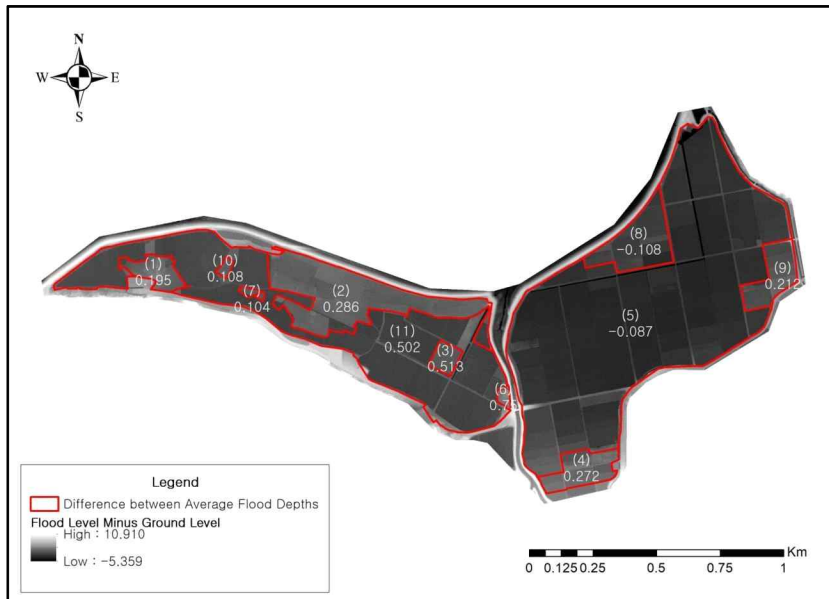 N
W E
S
(8)
-0.108
(10)
0.108
(1)
0.195
(9)
0.212
(7)
0.104
(2)
0.286
(5)
-0.087
(11)
0.502
(3)
0.513
(6)
(4)
0.272
Legend
Difference between Average Flood Depths
Flood Level Minus Ground Level
High : 10.910
Low : -5.359
Km
0 0.125 0.25 0.5 0.75 1